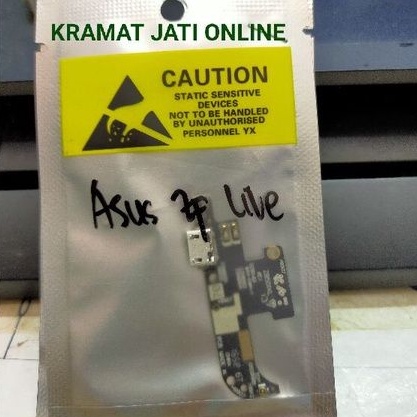 KRAMAT JATI ONLINE
CAUTION
STATIC SENSITIVE
DEVICES
NOT TO BE HANDLED
BY UNAUTHORISED
PERSONNEL YX
Asus Zf Live